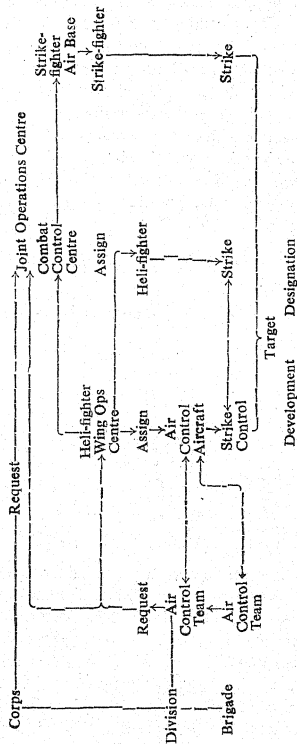 Corps
Request
Joint Operations Centre
Strike-
fighter
Air Base
Combat
Control
Centre
Strike-fighter
Heli-fighter
Wing Ops
Centre
Assign
Heli-fighter
Request
Assign
Division
Air
Control
Team
Air
Control
Aircraft
Brigade
Air
Control
Team
Strike
Control
Strike
Strike
Target
Development
Designation